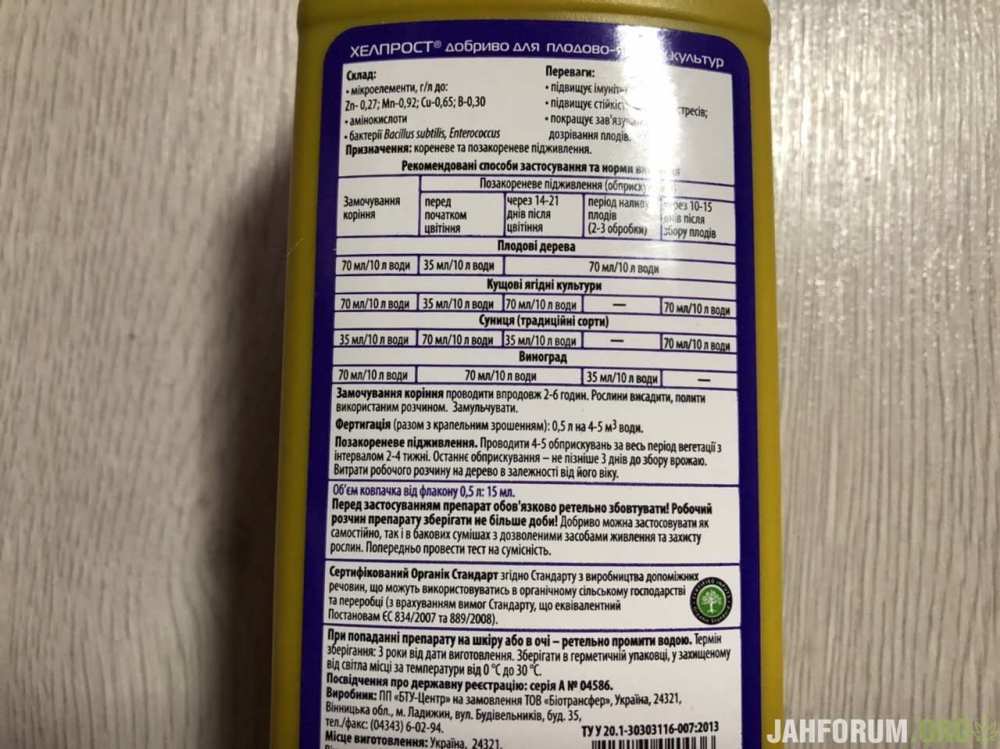 ХЕЛПРОСТ® добриво для плодово-я культур
Склад:
• мікроелементи, г/л до:
Zn- 0,27; Mn-0,92; Cu-0,65; B-0,30
• амінокислоти
• бактерії Bacillus subtilis, Enterococcus
Переваги:
• підвищує імуніт
• підвищує стійкіс тресів;
• покращує зав'язу
дозрівання плодів.
Призначення: кореневе та позакореневе підживлення.
Рекомендовані способи застосування та норми
Замочування коріння
Позакореневе підживлення (обприск
перед початком цвітіння
через 14-21 днів після цвітіння
період наливу плодів (2-3 обробки)
через 10-15 днів після збору плодів
Плодові дерева
70 мл/10 л води 35 мл/10 л води 70 мл/10 л води
Кущові ягідні культури
70 мл/10 л води 35 мл/10 л води 70 мл/10 л води — 70 мл/10 л води
Суниця (традиційні сорти)
35 мл/10 л води 70 мл/10 л води 35 мл/10 л води — 70 мл/10 л води
Виноград
70 мл/10 л води 70 мл/10 л води 35 мл/10 л води —
Замочування коріння проводити впродовж 2-6 годин. Рослини висадити, полити
використаним розчином. Замульчувати.
Фертигація (разом з крапельним зрошенням): 0,5 л на 4-5 м³ води.
Позакореневе підживлення. Проводити 4-5 обприскувань за весь період вегетації з
інтервалом 2-4 тижні. Останнє обприскування – не пізніше 3 днів до збору врожаю.
Витрати робочого розчину на дерево в залежності від його віку.
Об'єм ковпачка від флакону 0,5 л: 15 мл.
Перед застосуванням препарат обов'язково ретельно збовтувати! Робочий
розчин препарату зберігати не більше доби! Добриво можна застосовувати як
самостійно, так і в бакових сумішах з дозволеними засобами живлення та захисту
рослин. Попередньо провести тест на сумісність.
Сертифікований Органік Стандарт згідно Стандарту з виробництва допоміжних
речовин, що можуть використовуватись в органічному сільському господарстві
та переробці (з врахуванням вимог Стандарту, що еквівалентний
Постановам ЄС 834/2007 та 889/2008).
При попаданні препарату на шкіру або в очі – ретельно промити водою. Термін
зберігання: 3 роки від дати виготовлення. Зберігати в герметичній упаковці, у захищеному
від світла місці за температури від 0 °С до 30 °С.
Посвідчення про державну реєстрацію: серія А № 04586.
Виробник: ПП «БТУ-Центр» на замовлення ТОВ «Біотрансфер», Україна, 24321,
Вінницька обл., м. Ладижин, вул. Будівельників, буд. 35,
тел./факс: (04343) 6-02-94.
ТУ У 20.1-30303116-007:2013
Місце виготовлення: Україна, 24321,
JAHFORUM.ORG